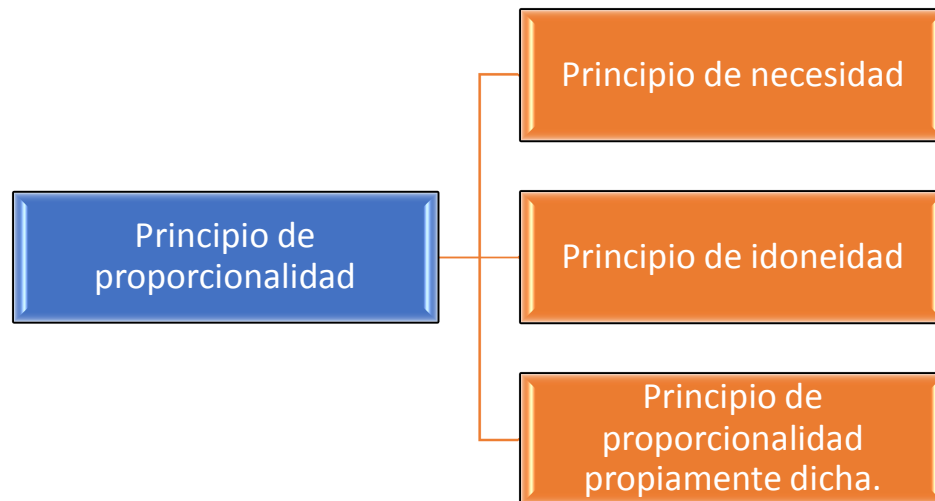 Principio de
proporcionalidad
Principio de necesidad
Principio de idoneidad
Principio de
proporcionalidad
propiamente dicha.